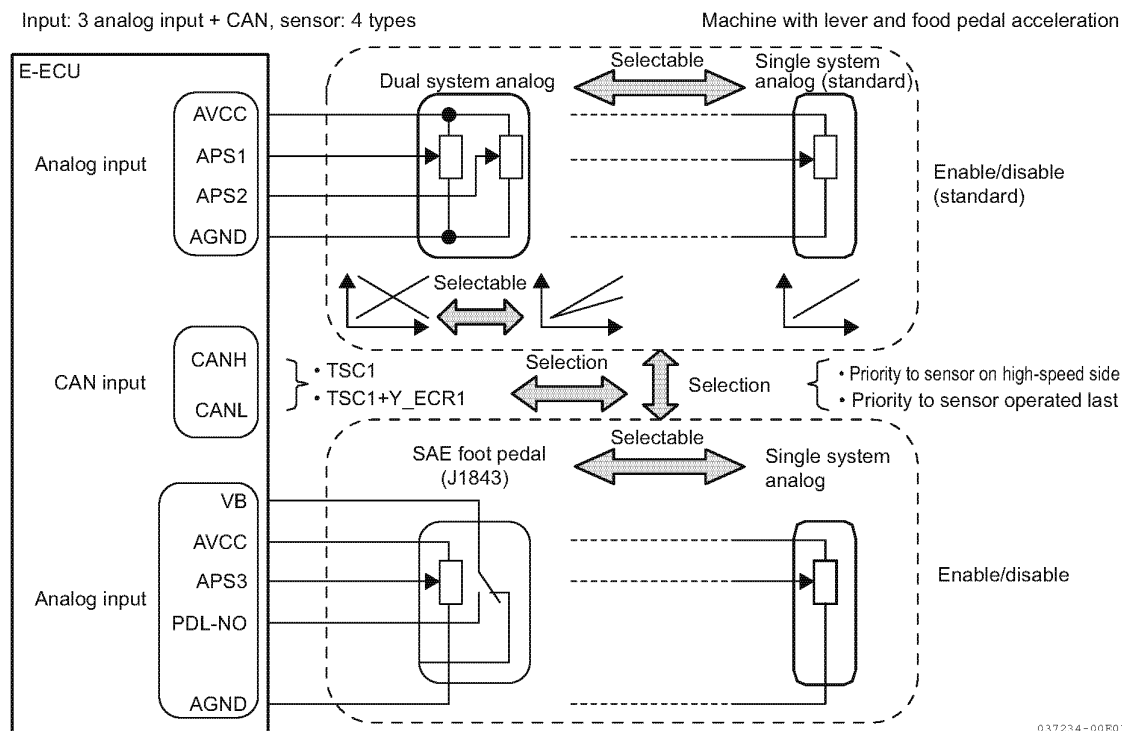 Input: 3 analog input + CAN, sensor: 4 types
Machine with lever and food pedal acceleration
E-ECU
Selectable
Dual system analog
Single system
analog (standard)
AVCC
APS1
APS2
AGND
Analog input
Enable/disable
(standard)
Selectable
CANH
CANL
CAN input
• TSC1
• TSC1+Y_ECR1
Selection
Selection
• Priority to sensor on high-speed side
• Priority to sensor operated last
Selectable
SAE foot pedal
(J1843)
Single system
analog
VB
AVCC
APS3
PDL-NO
AGND
Analog input
Enable/disable